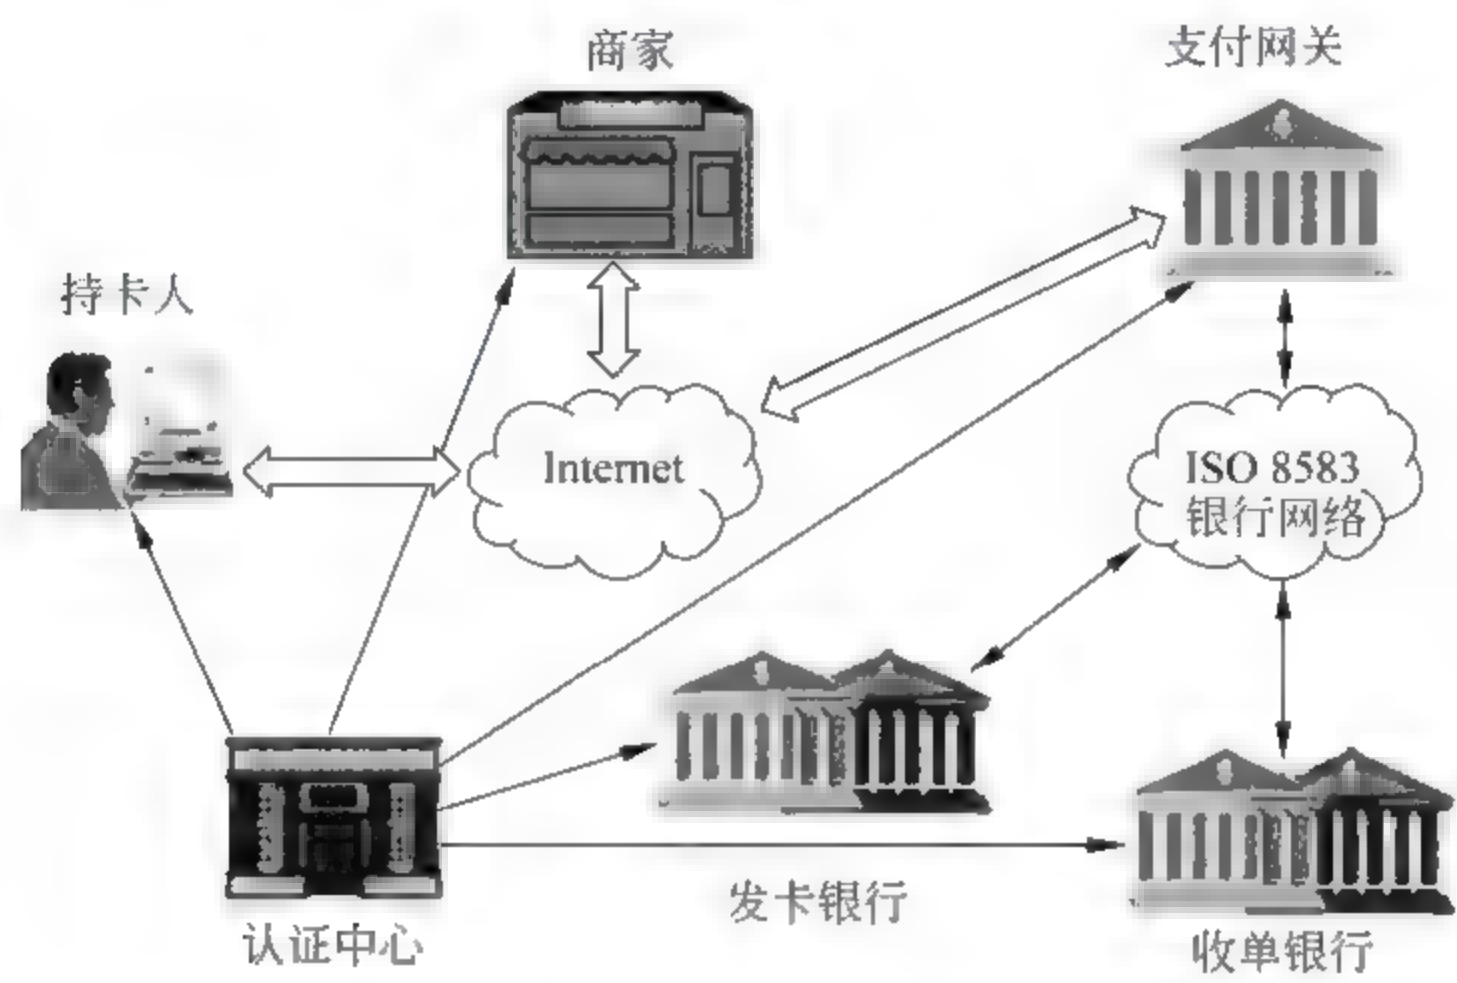 商家
支付网关
持卡人
Internet
ISO 8583
银行网络
发卡银行
认证中心
收单银行